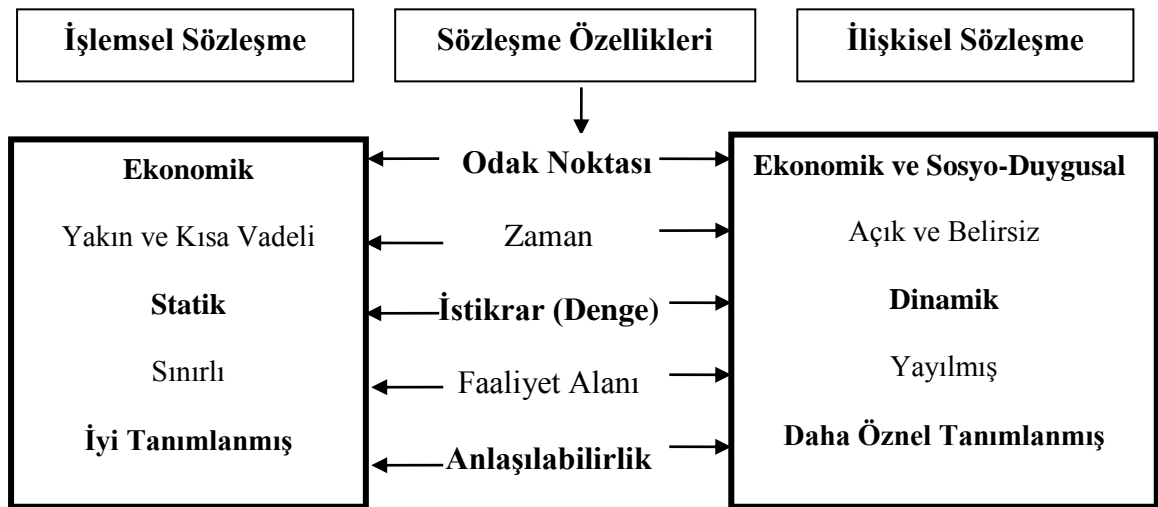 İşlemsel Sözleşme
Sözleşme Özellikleri
İlişkisel Sözleşme
Ekonomik
Odak Noktası
Ekonomik ve Sosyo-Duygusal
Yakın ve Kısa Vadeli
Zaman
Açık ve Belirsiz
Statik
İstikrar (Denge)
Dinamik
Sınırlı
Faaliyet Alanı
Yayılmış
İyi Tanımlanmış
Anlaşılabilirlik
Daha Öznel Tanımlanmış